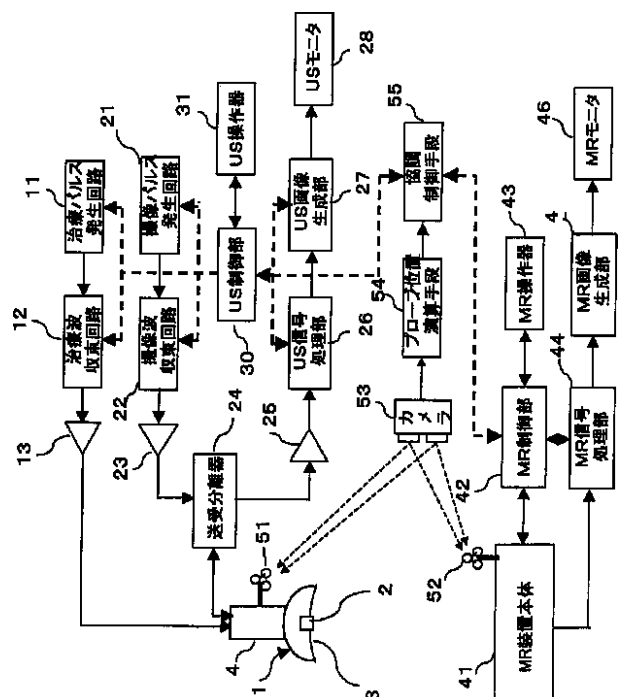 11
治療パルス
発生回路
21
撮像パルス
発生回路
31
US操作器
28
USモニタ
12
治療波
収束回路
22
撮像波
収束回路
US制御部
30
US画像
生成部
27
55
協調
制御手段
46
MRモニタ
13
23
24
送受分離器
25
US信号
処理部
26
54
プローブ位置
演算手段
43
MR操作器
4
MR画像
生成部
53
カメラ
MR制御部
42
44
MR信号
処理部
51
52
4
1
2
3
41
MR装置本体